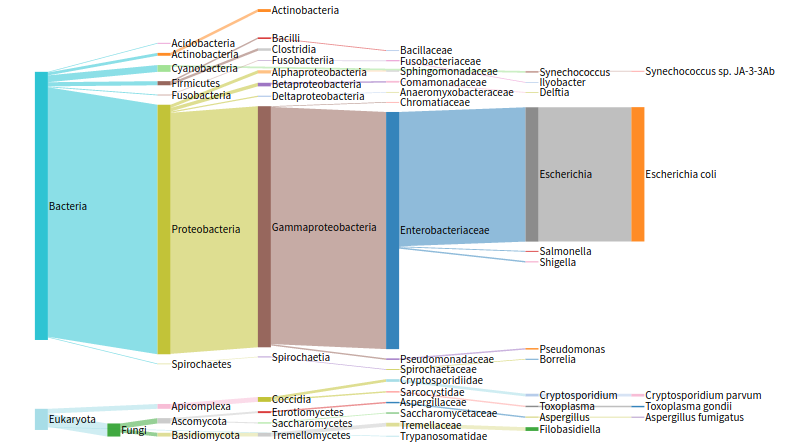 Bacteria
Eukaryota
Fungi
Acidobacteria
Actinobacteria
Cyanobacteria
Firmicutes
Fusobacteria
Proteobacteria
Spirochaetes
Apicomplexa
Ascomycota
Basidiomycota
Actinobacteria
Bacilli
Clostridia
Fusobacteriia
Alphaproteobacteria
Betaproteobacteria
Deltaproteobacteria
Gammaproteobacteria
Spirochaetia
Coccidia
Eurotiomycetes
Saccharomycetes
Tremellomycetes
Bacillaceae
Fusobacteriaceae
Sphingomonadaceae
Comamonadaceae
Anaeromyxobacteraceae
Chromatiaceae
Enterobacteriaceae
Pseudomonadaceae
Spirochaetaceae
Cryptosporidiidae
Sarcocystidae
Aspergillaceae
Saccharomycetaceae
Tremellaceae
Trypanosomatidae
Synechococcus
Ilyobacter
Delftia
Escherichia
Salmonella
Shigella
Pseudomonas
Borrelia
Cryptosporidium
Toxoplasma
Aspergillus
Filobasidiella
Synechococcus sp. JA-3-3Ab
Escherichia coli
Cryptosporidium parvum
Toxoplasma gondii
Aspergillus fumigatus